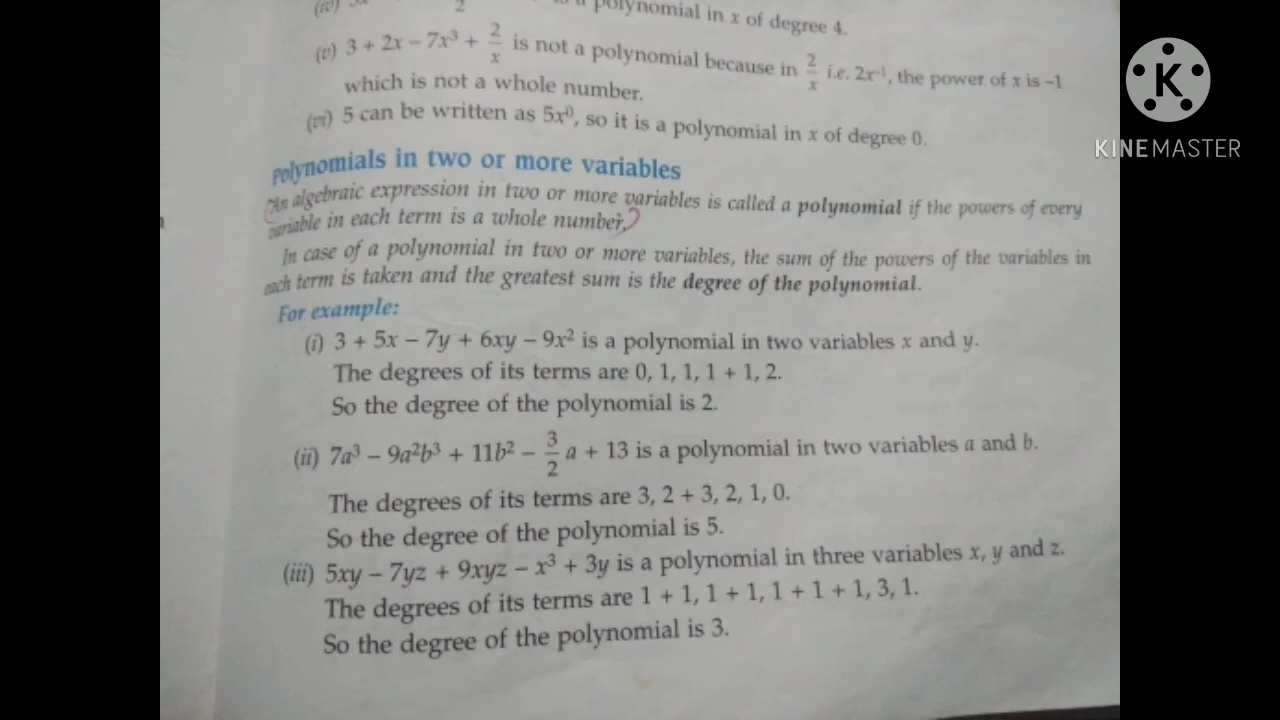 (iv) 2 is a polynomial in x of degree 4.
(v) 3 + 2x − 7x³ + 2/x is not a polynomial because in 2/x i.e. 2x⁻¹, the power of x is –1
which is not a whole number.
(vi) 5 can be written as 5x⁰, so it is a polynomial in x of degree 0.
Polynomials in two or more variables
An algebraic expression in two or more variables is called a polynomial if the powers of every
variable in each term is a whole number.
In case of a polynomial in two or more variables, the sum of the powers of the variables in
each term is taken and the greatest sum is the degree of the polynomial.
For example:
(i) 3 + 5x − 7y + 6xy − 9x² is a polynomial in two variables x and y.
The degrees of its terms are 0, 1, 1, 1 + 1, 2.
So the degree of the polynomial is 2.
(ii) 7a³ − 9a²b³ + 11b² − 3/2 a + 13 is a polynomial in two variables a and b.
The degrees of its terms are 3, 2 + 3, 2, 1, 0.
So the degree of the polynomial is 5.
(iii) 5xy − 7yz + 9xyz − x³ + 3y is a polynomial in three variables x, y and z.
The degrees of its terms are 1 + 1, 1 + 1, 1 + 1 + 1, 3, 1.
So the degree of the polynomial is 3.
K
KINEMASTER